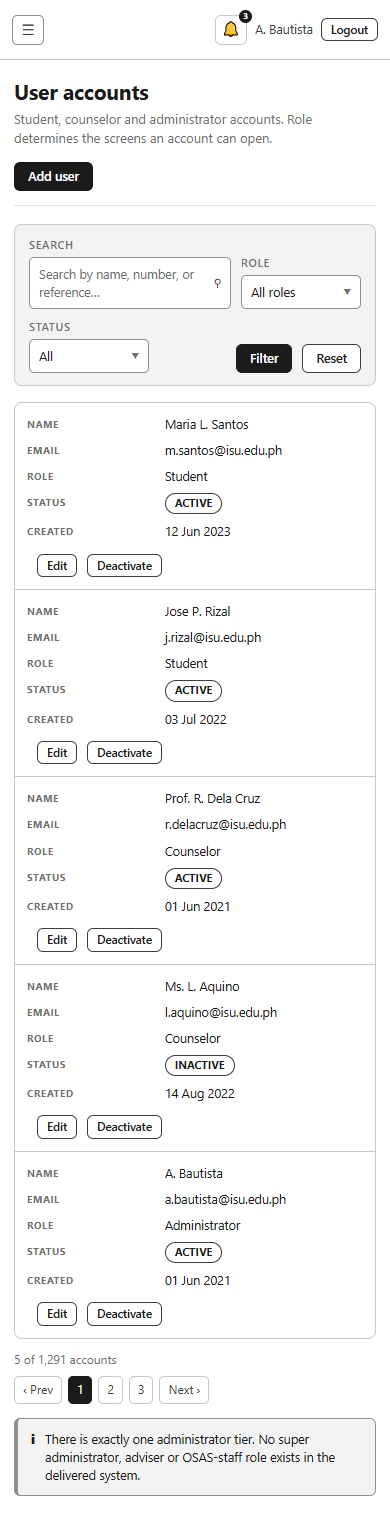 ☰
3
A. Bautista
Logout
User accounts
Student, counselor and administrator accounts. Role
determines the screens an account can open.
Add user
SEARCH
Search by name, number, or
reference...
ROLE
All roles
STATUS
All
Filter
Reset
NAME Maria L. Santos
EMAIL m.santos@isu.edu.ph
ROLE Student
STATUS ACTIVE
CREATED 12 Jun 2023
Edit Deactivate
NAME Jose P. Rizal
EMAIL j.rizal@isu.edu.ph
ROLE Student
STATUS ACTIVE
CREATED 03 Jul 2022
Edit Deactivate
NAME Prof. R. Dela Cruz
EMAIL r.delacruz@isu.edu.ph
ROLE Counselor
STATUS ACTIVE
CREATED 01 Jun 2021
Edit Deactivate
NAME Ms. L. Aquino
EMAIL l.aquino@isu.edu.ph
ROLE Counselor
STATUS INACTIVE
CREATED 14 Aug 2022
Edit Deactivate
NAME A. Bautista
EMAIL a.bautista@isu.edu.ph
ROLE Administrator
STATUS ACTIVE
CREATED 01 Jun 2021
Edit Deactivate
5 of 1,291 accounts
‹ Prev 1 2 3 Next ›
i There is exactly one administrator tier. No super
administrator, adviser or OSAS-staff role exists in the
delivered system.